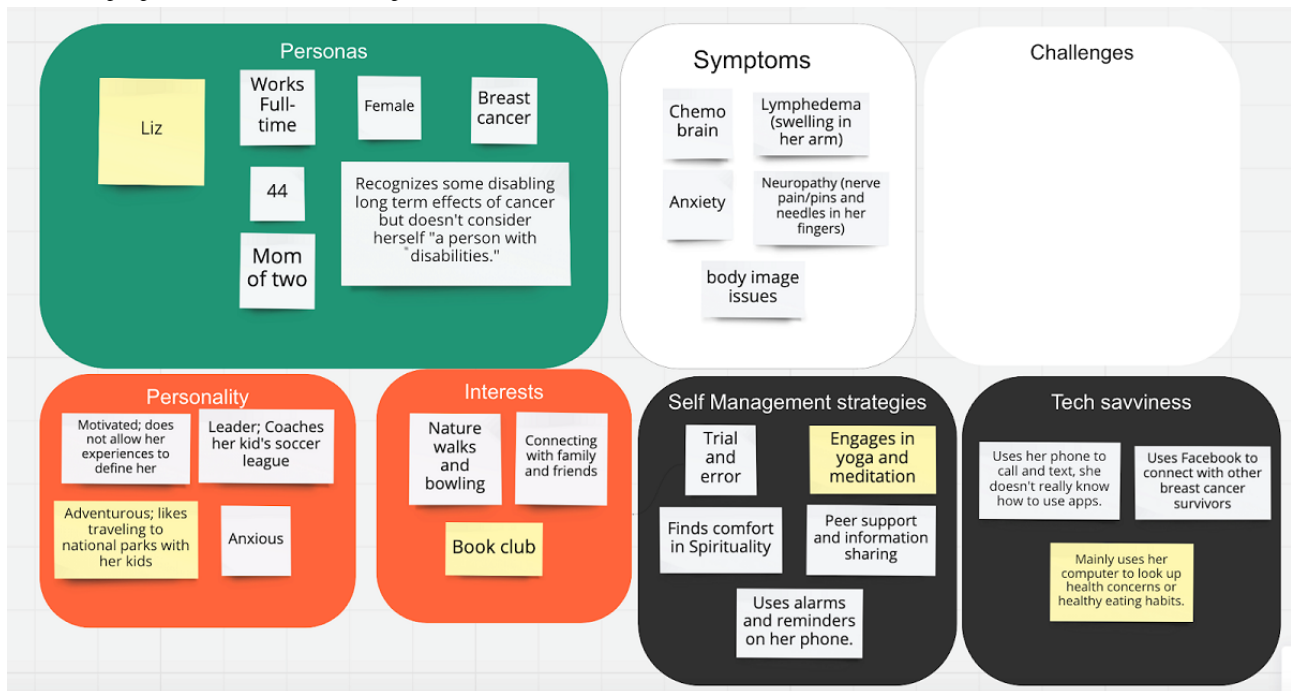 Personas
Liz
Works
Full-
time
Female
Breast
cancer
44
Mom
of two
Recognizes some disabling
long term effects of cancer
but doesn't consider
herself "a person with
disabilities."
Symptoms
Chemo
brain
Lymphedema
(swelling in
her arm)
Anxiety
Neuropathy (nerve
pain/pins and
needles in her
fingers)
body image
issues
Challenges
Personality
Motivated; does
not allow her
experiences to
define her
Leader; Coaches
her kid's soccer
league
Adventurous; likes
traveling to
national parks with
her kids
Anxious
Interests
Nature
walks
and
bowling
Connecting
with family
and friends
Book club
Self Management strategies
Trial
and
error
Engages in
yoga and
meditation
Finds comfort
in Spirituality
Peer support
and information
sharing
Uses alarms
and reminders
on her phone.
Tech savviness
Uses her phone to
call and text, she
doesn't really know
how to use apps.
Uses Facebook to
connect with other
breast cancer
survivors
Mainly uses her
computer to look up
health concerns or
healthy eating habits.